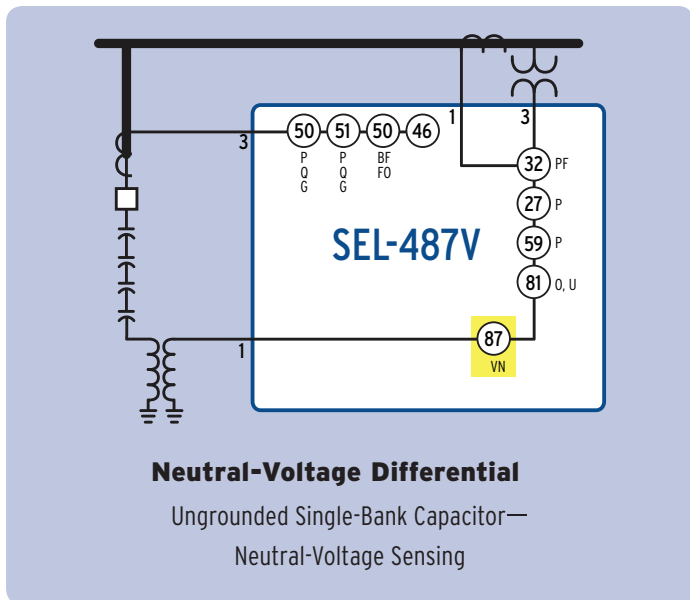 1
3
3
50
51
50
46
P
Q
G
P
Q
G
BF
FO
32
PF
27
P
SEL-487V
59
P
81
O, U
1
87
VN
Neutral-Voltage Differential
Ungrounded Single-Bank Capacitor—
Neutral-Voltage Sensing